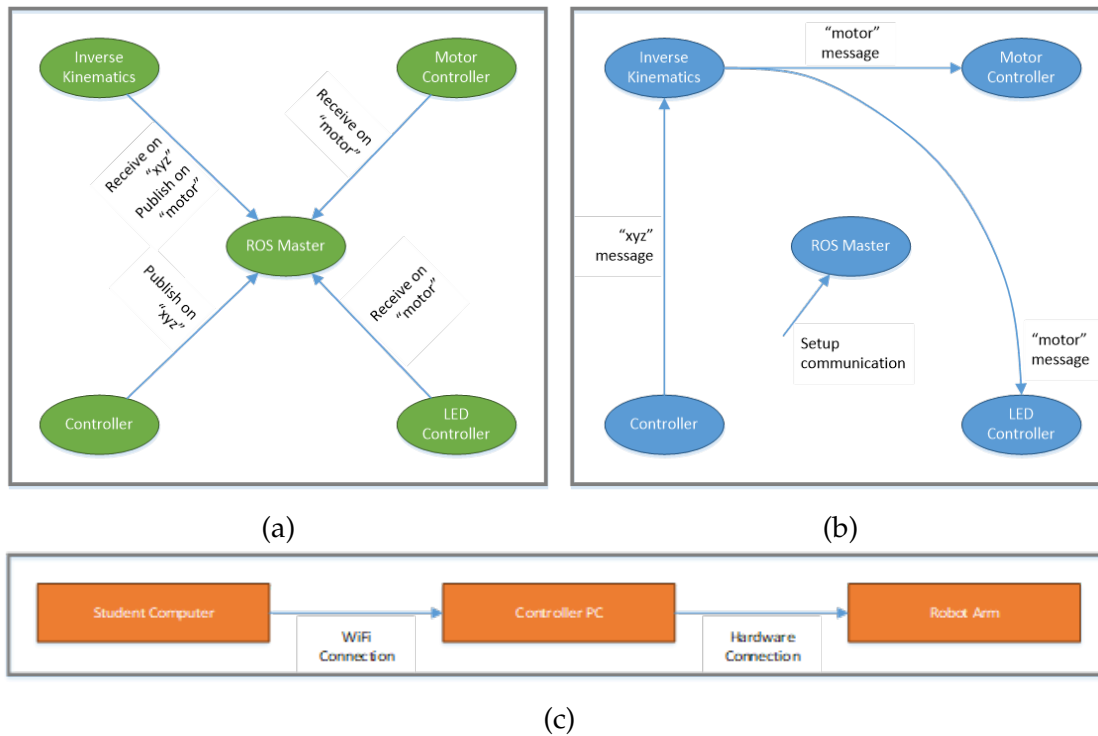 Inverse
Kinematics
Motor
Controller
Receive on
“xyz”
Publish on
“motor”
Receive on
“motor”
ROS Master
Publish on
“xyz”
Receive on
“motor”
Controller
LED
Controller
(a)
Inverse
Kinematics
“motor”
message
Motor
Controller
“xyz”
message
ROS Master
Setup
communication
“motor”
message
Controller
LED
Controller
(b)
Student Computer
WiFi
Connection
Controller PC
Hardware
Connection
Robot Arm
(c)